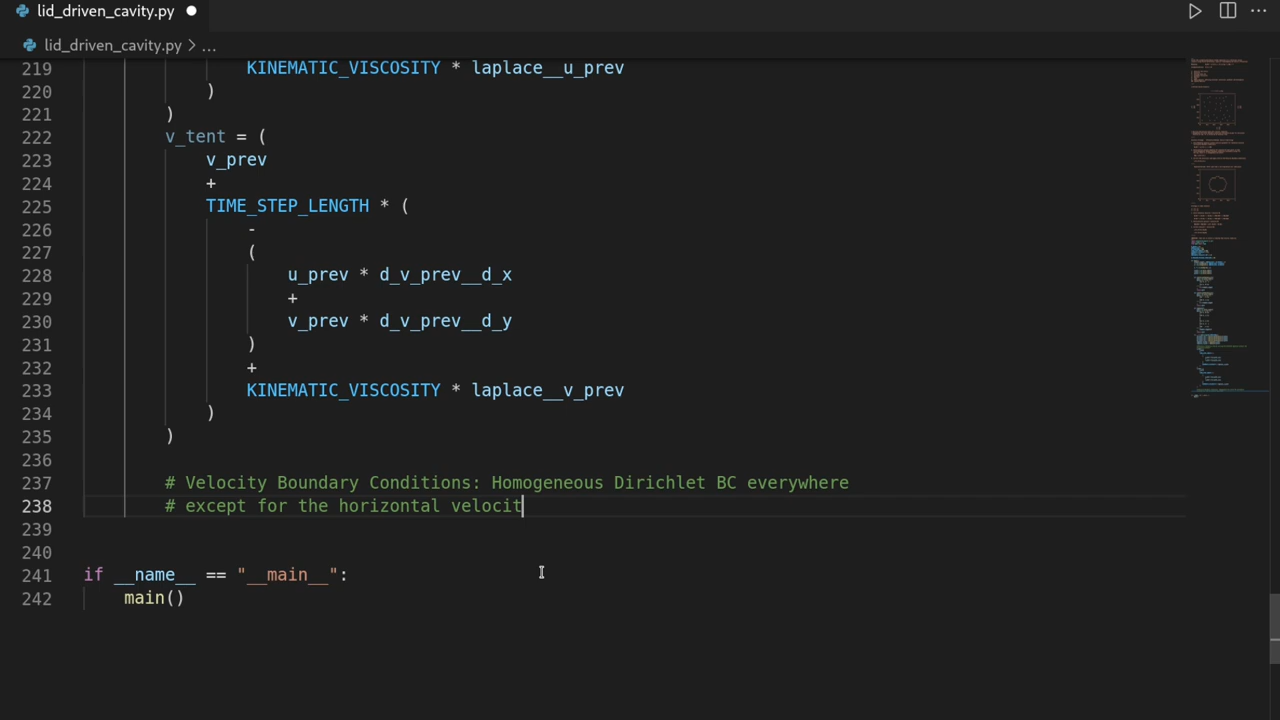 lid_driven_cavity.py
lid_driven_cavity.py > ...
219 KINEMATIC_VISCOSITY * laplace__u_prev
220 )
221 )
222 v_tent = (
223 v_prev
224 +
225 TIME_STEP_LENGTH * (
226 -
227 (
228 u_prev * d_v_prev__d_x
229 +
230 v_prev * d_v_prev__d_y
231 )
232 +
233 KINEMATIC_VISCOSITY * laplace__v_prev
234 )
235 )
236
237 # Velocity Boundary Conditions: Homogeneous Dirichlet BC everywhere
238 # except for the horizontal velocit
239
240
241 if __name__ == "__main__":
242 main()